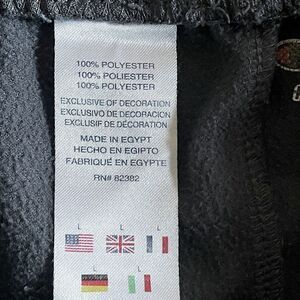 100% POLYESTER
100% POLIESTER
100% POLYESTER
EXCLUSIVE OF DECORATION
EXCLUSIVO DE DECORACION
EXCLUSIF DE DÉCORATION
MADE IN EGYPT
HECHO EN EGIPTO
FABRIQUÉ EN EGYPTE
RN# 82382
L L L
L L